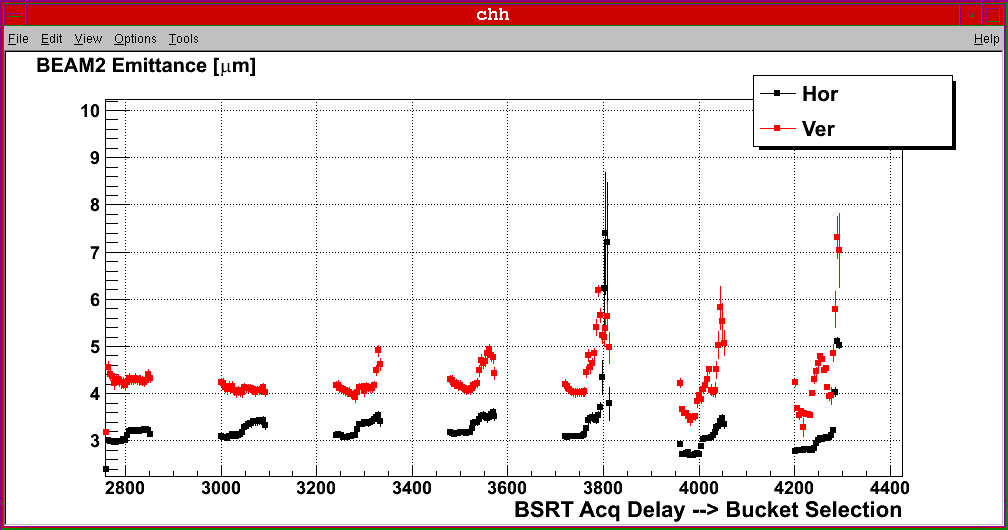 chh
File Edit View Options Tools Help
BEAM2 Emittance [μm]
Hor
Ver
10
9
8
7
6
5
4
3
2800 3000 3200 3400 3600 3800 4000 4200 4400
BSRT Acq Delay --> Bucket Selection